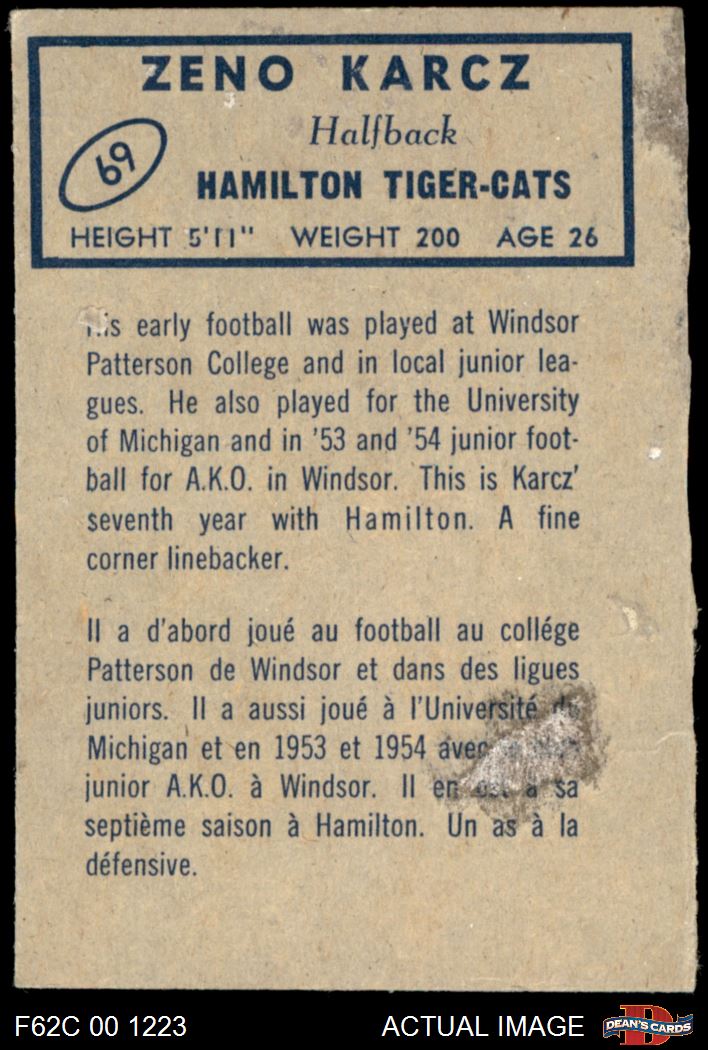 ZENO KARCZ
69
Halfback
HAMILTON TIGER-CATS
HEIGHT 5'11" WEIGHT 200 AGE 26
His early football was played at Windsor
Patterson College and in local junior lea-
gues. He also played for the University
of Michigan and in '53 and '54 junior foot-
ball for A.K.O. in Windsor. This is Karcz'
seventh year with Hamilton. A fine
corner linebacker.
Il a d'abord joué au football au collége
Patterson de Windsor et dans des ligues
juniors. Il a aussi joué à l'Université
Michigan et en 1953 et 1954 avec
junior A.K.O. à Windsor. Il en est à sa
septième saison à Hamilton. Un as à la
défensive.
F62C 00 1223 ACTUAL IMAGE
D
DEAN'S CARDS